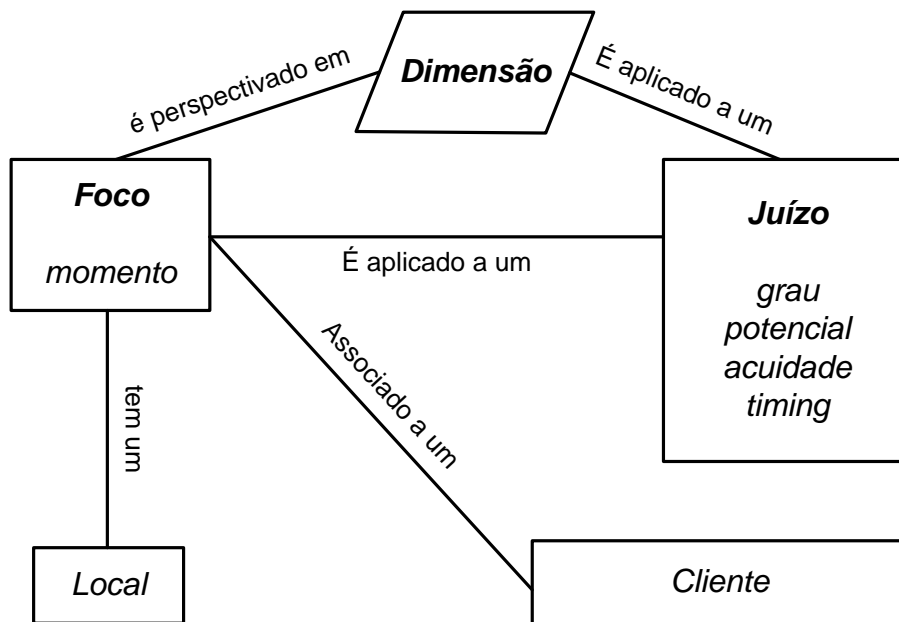 Dimensão
é perspectivado em
É aplicado a um
Foco
momento
Juízo
grau
potencial
acuidade
timing
É aplicado a um
Associado a um
tem um
Local
Cliente